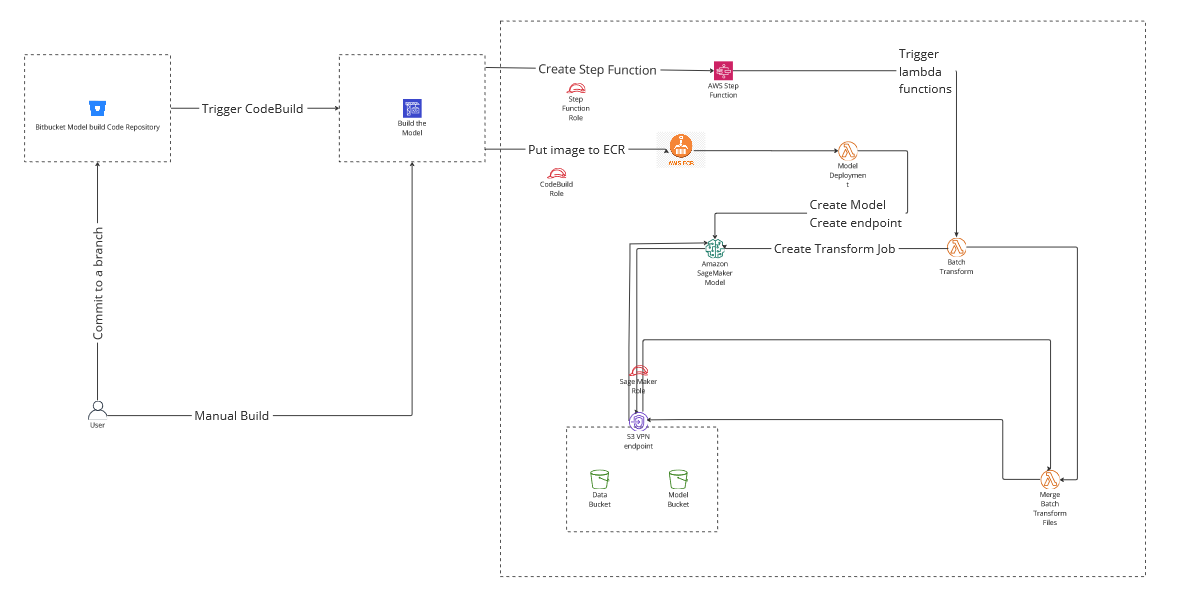 Trigger
lambda
functions
Create Step Function
AWS Step
Function
Step
Function
Role
Trigger CodeBuild
Bitbucket Model build Code Repository
Build the
Model
Put image to ECR
AWS ECR
Model
Deploymen
t
CodeBuild
Role
Create Model
Create endpoint
Create Transform Job
Amazon
SageMaker
Model
Batch
Transform
Commit to a branch
Sage Maker
Role
Manual Build
User
S3 VPN
endpoint
Data
Bucket
Model
Bucket
Merge
Batch
Transform
Files